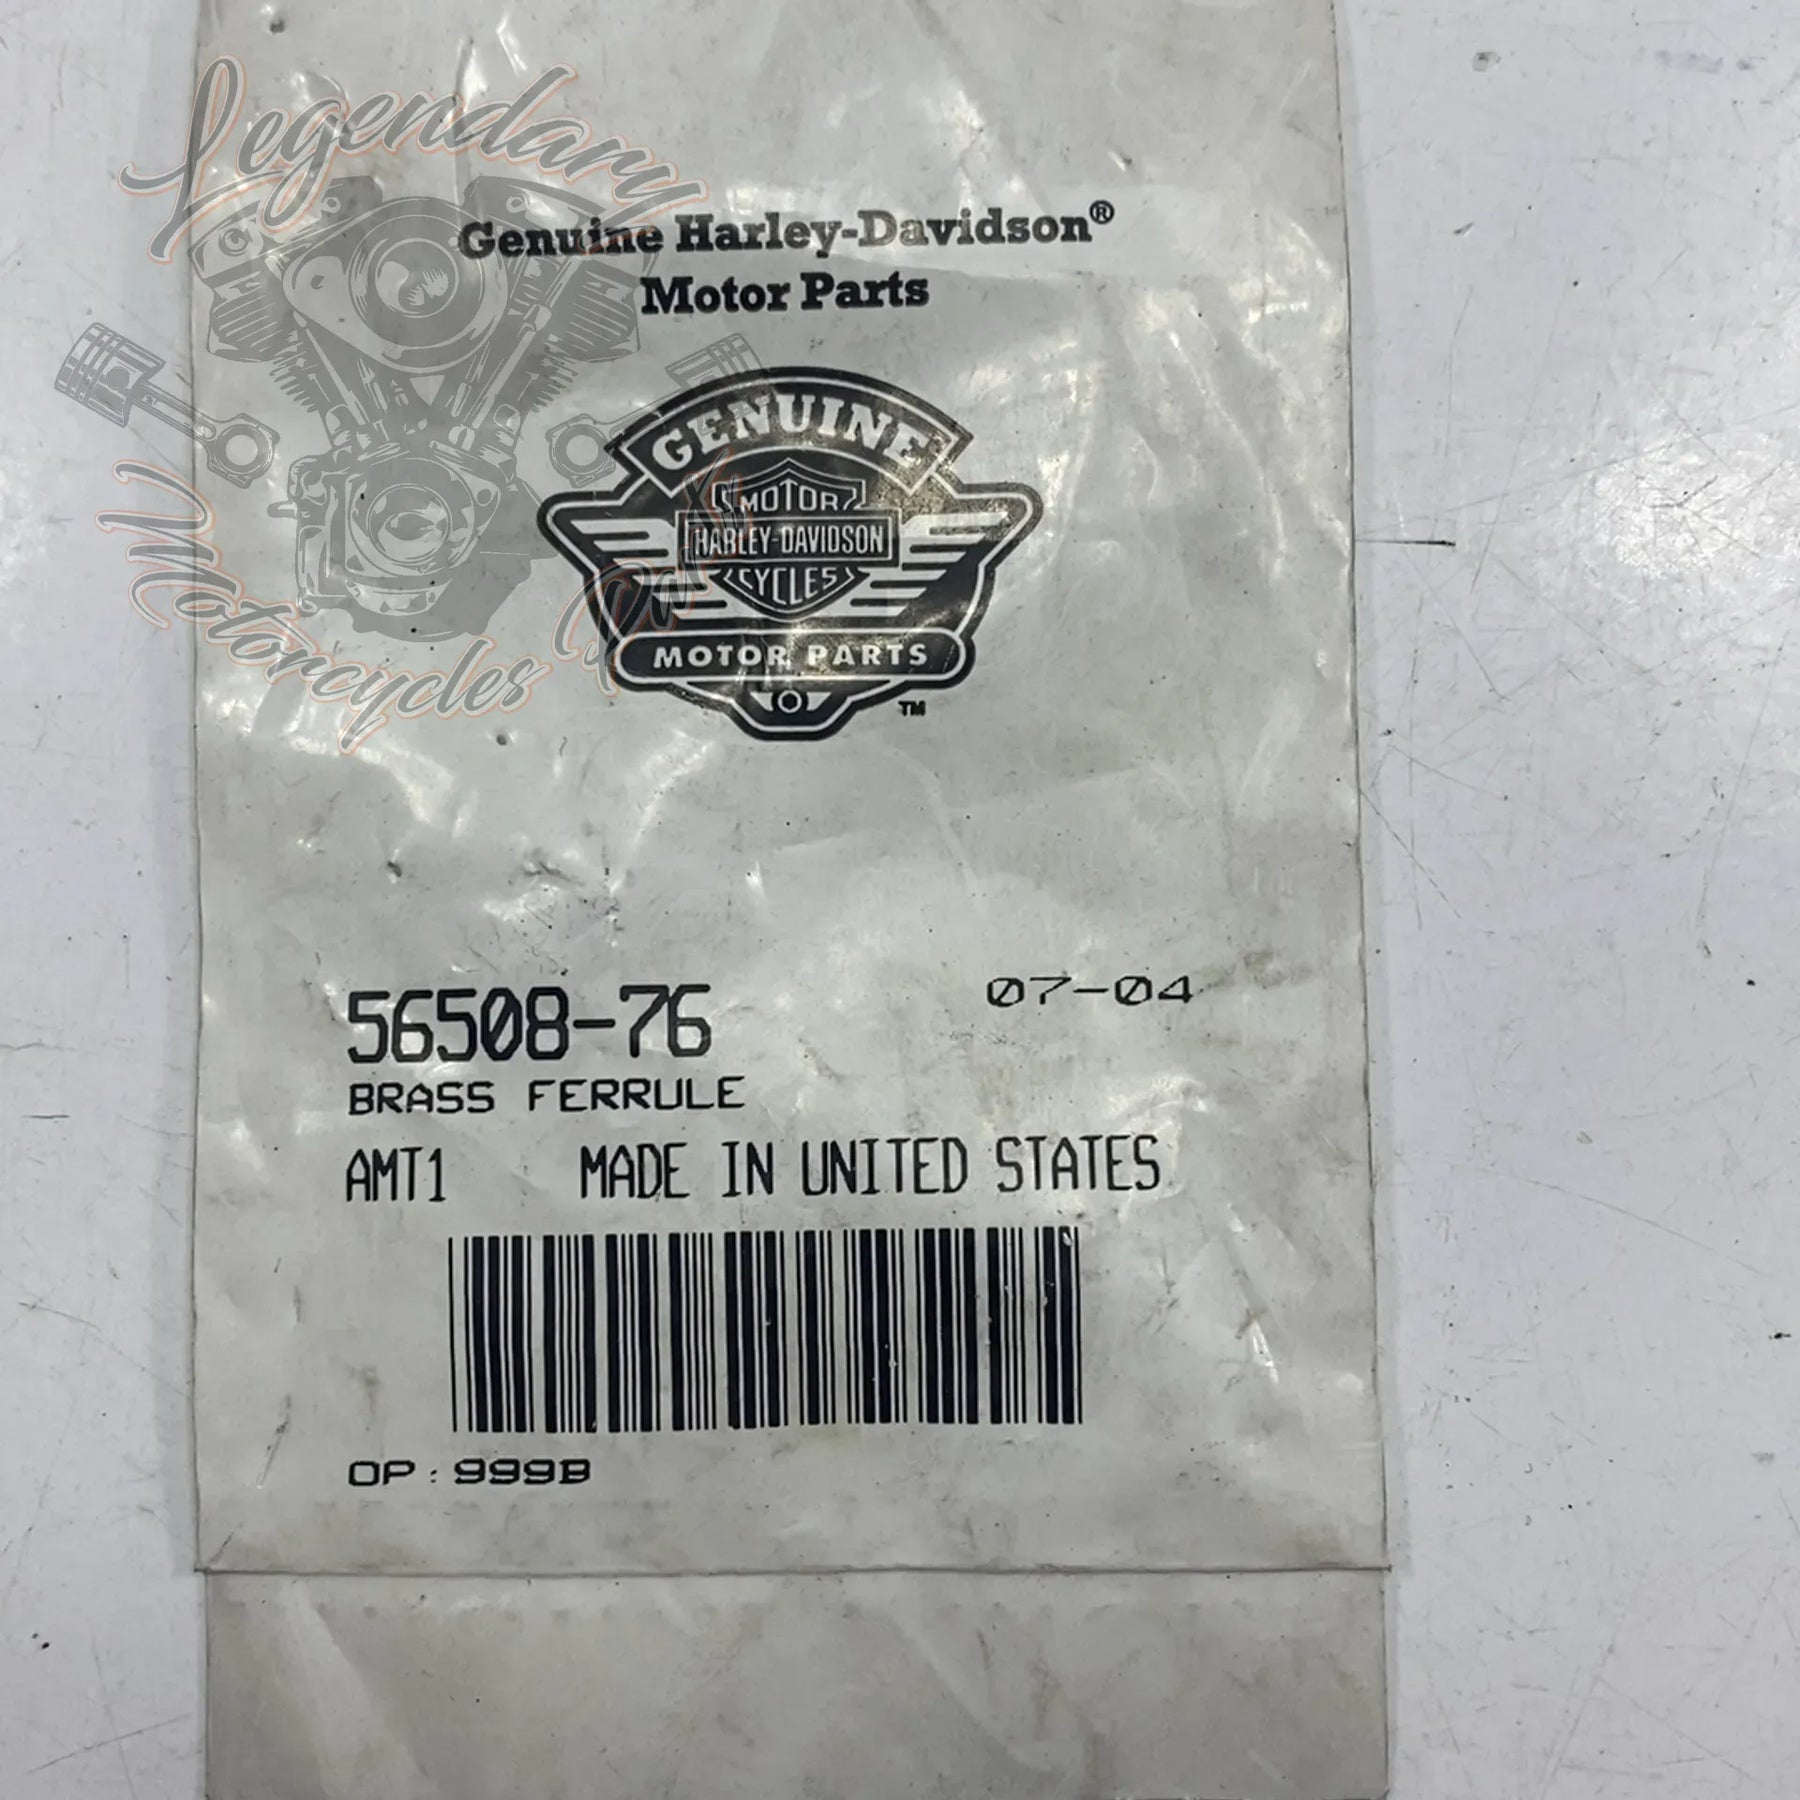 Legendary
Motorcycles Parts
Genuine Harley-Davidson®
Motor Parts
GENUINE
MOTOR
HARLEY-DAVIDSON
CYCLES
MOTOR PARTS
TM
56508-76
07-04
BRASS FERRULE
AMT1 MADE IN UNITED STATES
OP: 999B